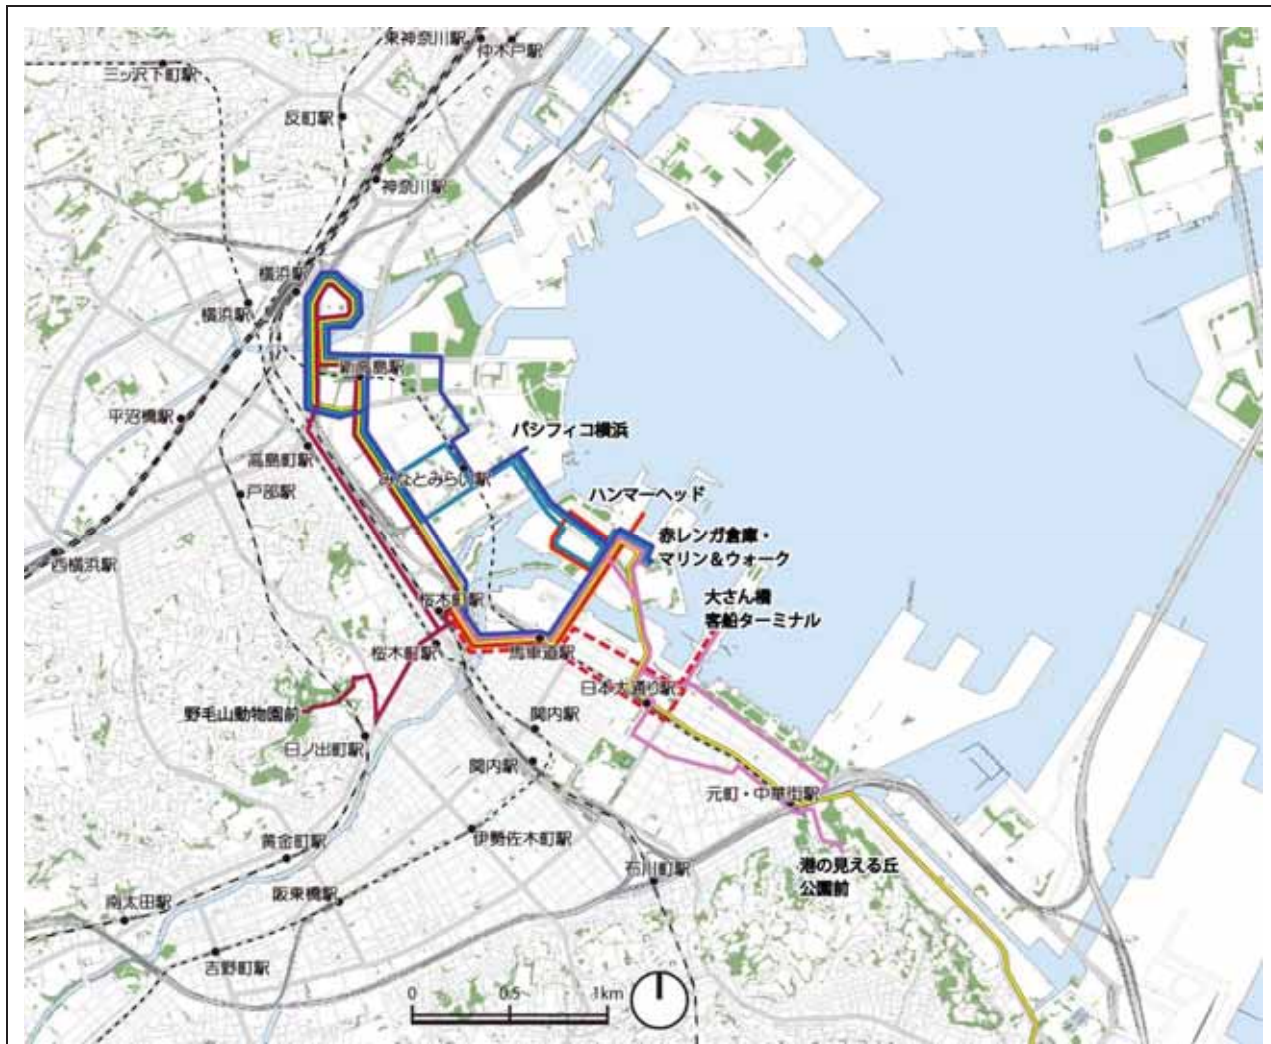 東神奈川駅
仲木戸駅
三ッ沢下町駅
反町駅
神奈川駅
横浜駅
横浜駅
新高島駅
平沼橋駅
高島町駅
パシフィコ横浜
みなとみらい駅
戸部駅
ハンマーヘッド
赤レンガ倉庫・
マリン＆ウォーク
西横浜駅
大さん橋
客船ターミナル
桜木町駅
桜木町駅
馬車道駅
日本大通り駅
野毛山動物園前
関内駅
日ノ出町駅
関内駅
元町・中華街駅
黄金町駅
伊勢佐木町駅
石川町駅
港の見える丘
公園前
阪東橋駅
南太田駅
吉野町駅
0 0.5 1km